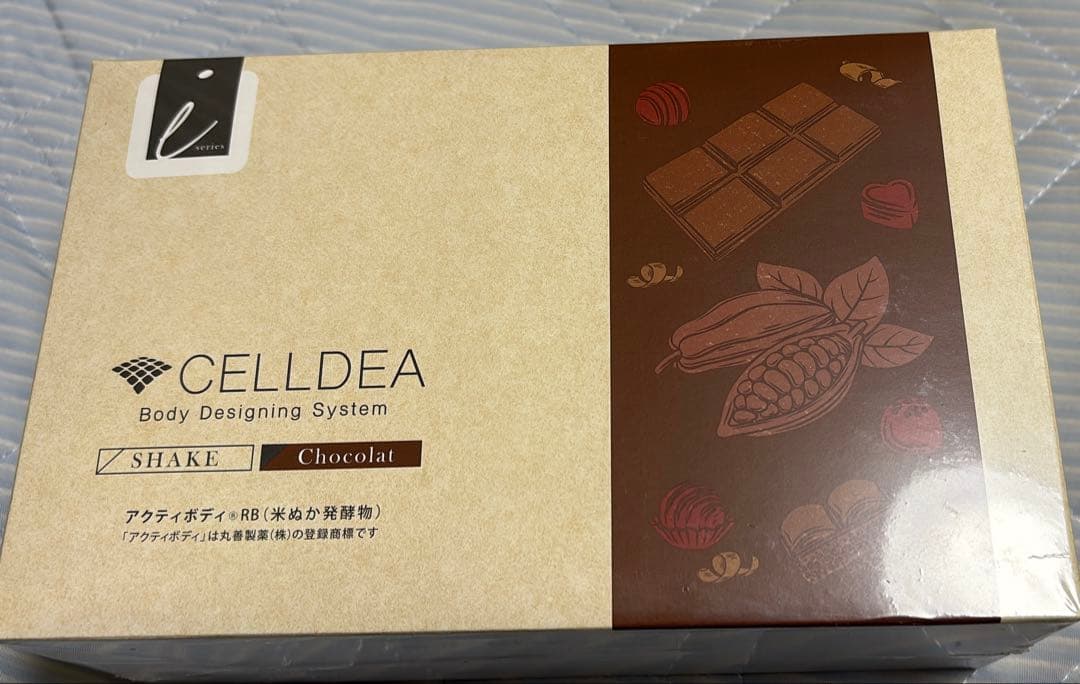 l
series
CELLDEA
Body Designing System
SHAKE
Chocolat
アクティボディ®RB(米ぬか発酵物)
「アクティボディ」は丸善製薬(株)の登録商標です